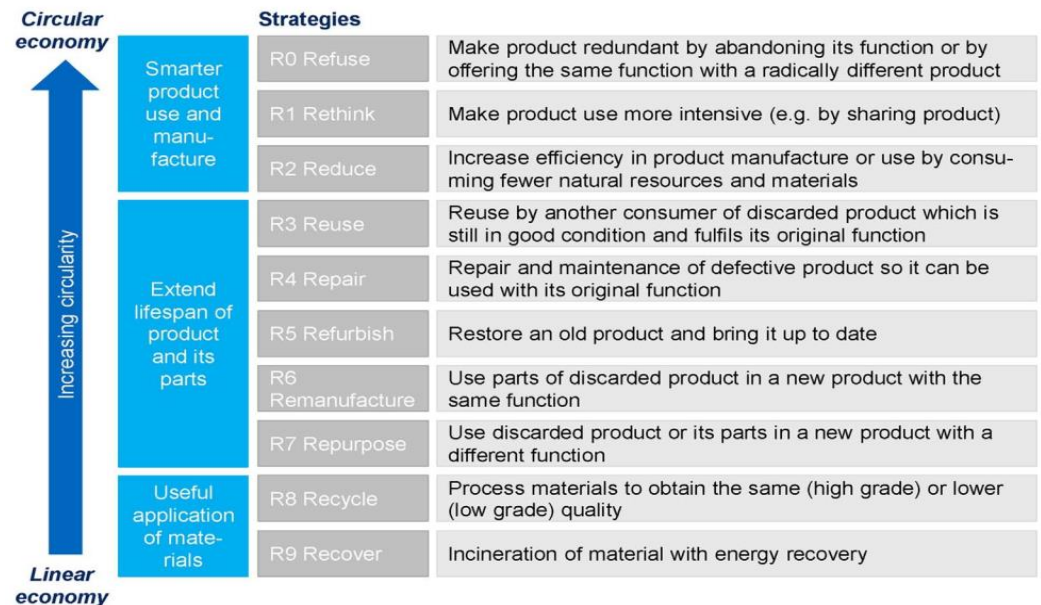 Circular
economy
Strategies
Smarter
product
use and
manu-
facture
R0 Refuse
Make product redundant by abandoning its function or by
offering the same function with a radically different product
R1 Rethink
Make product use more intensive (e.g. by sharing product)
R2 Reduce
Increase efficiency in product manufacture or use by consu-
ming fewer natural resources and materials
Increasing circularity
Extend
lifespan of
product
and its
parts
R3 Reuse
Reuse by another consumer of discarded product which is
still in good condition and fulfils its original function
R4 Repair
Repair and maintenance of defective product so it can be
used with its original function
R5 Refurbish
Restore an old product and bring it up to date
R6
Remanufacture
Use parts of discarded product in a new product with the
same function
R7 Repurpose
Use discarded product or its parts in a new product with a
different function
Useful
application
of mate-
rials
R8 Recycle
Process materials to obtain the same (high grade) or lower
(low grade) quality
R9 Recover
Incineration of material with energy recovery
Linear
economy